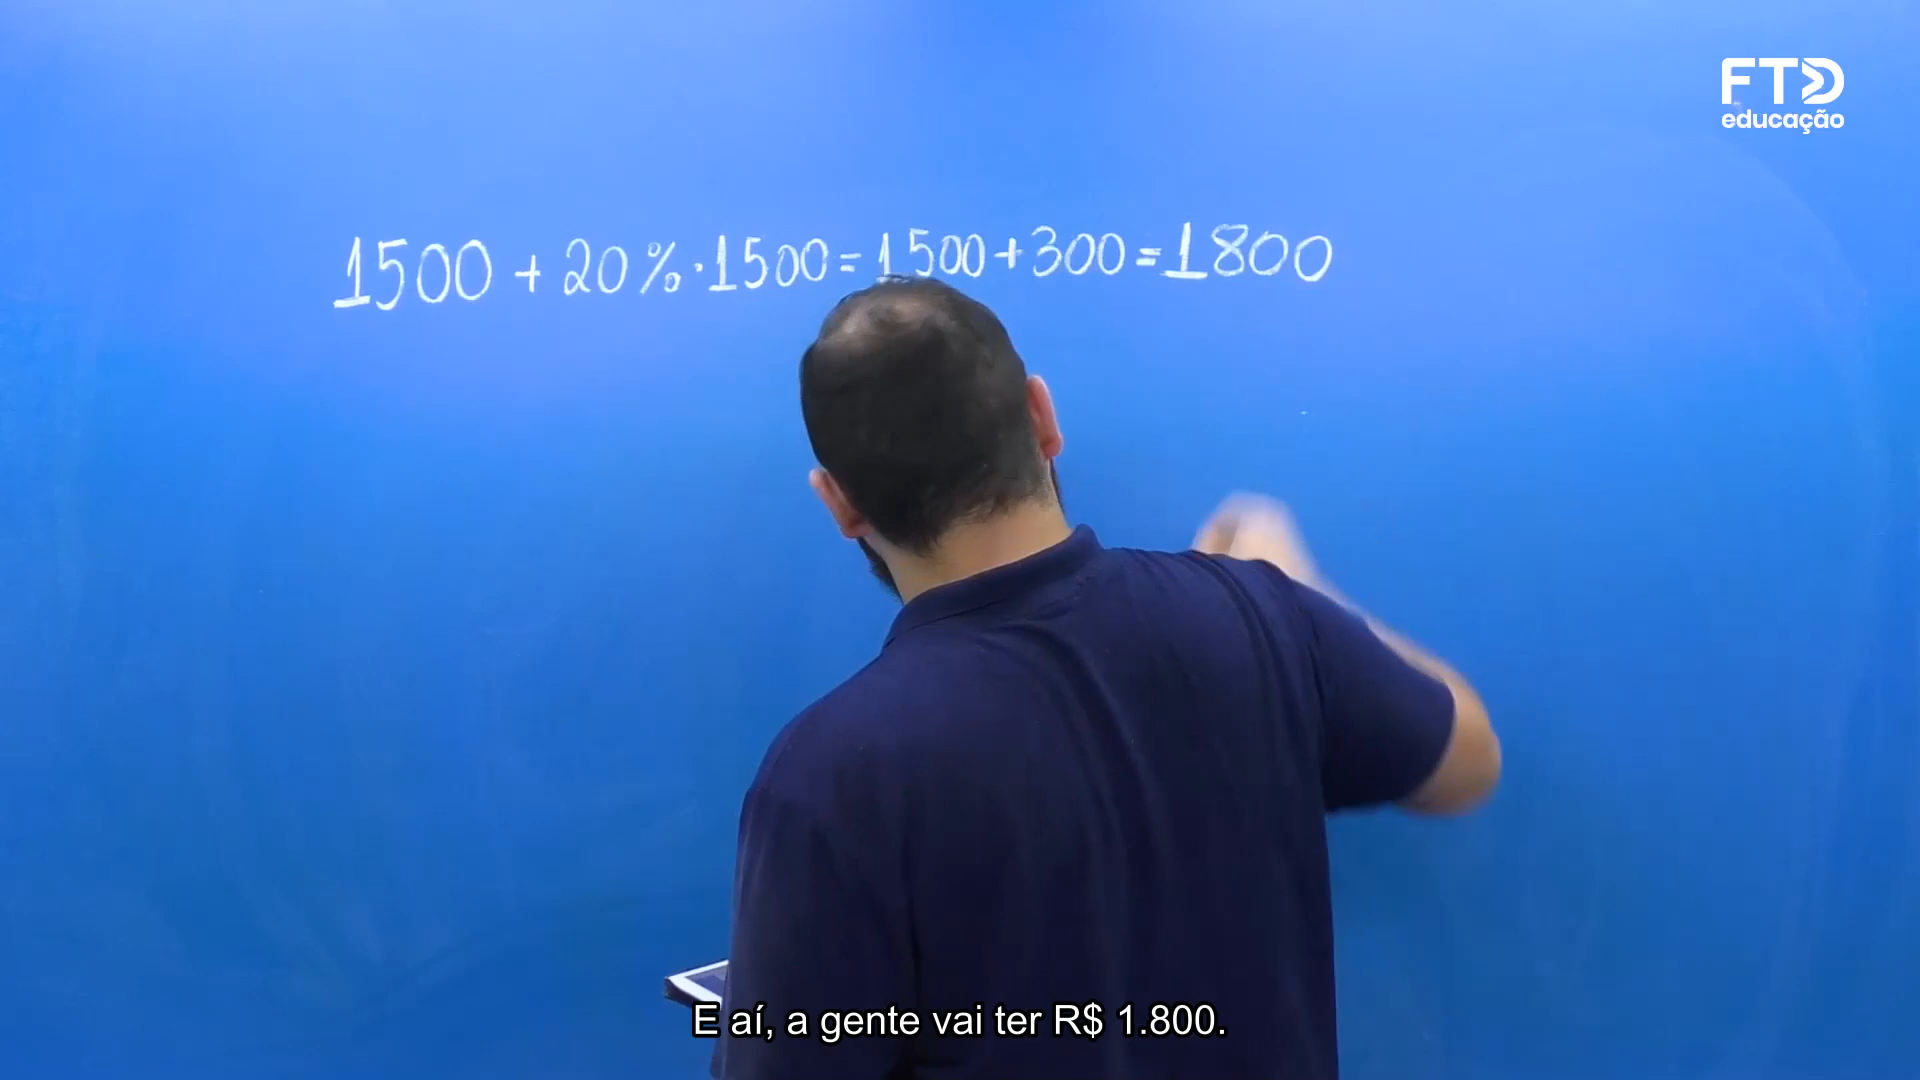 FTD
educação
1500 + 20%·1500 = 1500 + 300 = 1800
E aí, a gente vai ter R$ 1.800.